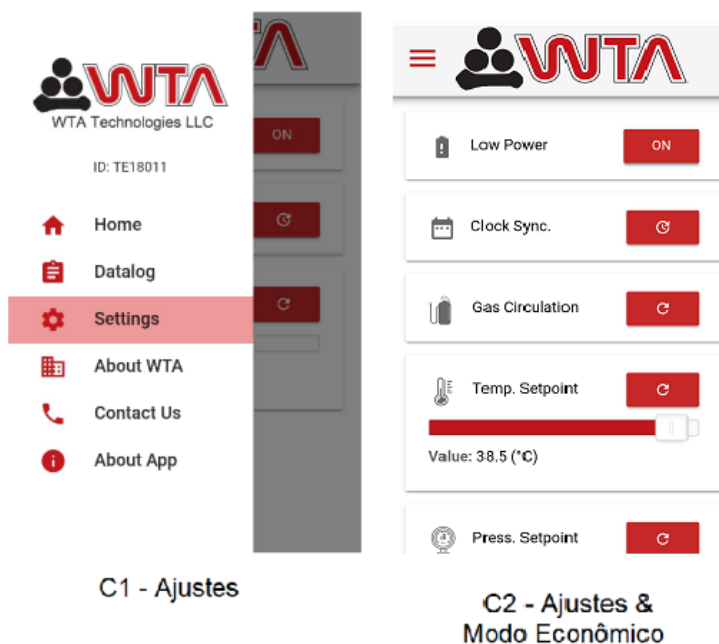 WTA
WTA Technologies LLC
ID: TE18011
Home
Datalog
Settings
About WTA
Contact Us
About App
TA
ON
C1 - Ajustes
WTA
Low Power
ON
Clock Sync.
Gas Circulation
Temp. Setpoint
Value: 38.5 (°C)
Press. Setpoint
C2 - Ajustes &
Modo Econômico